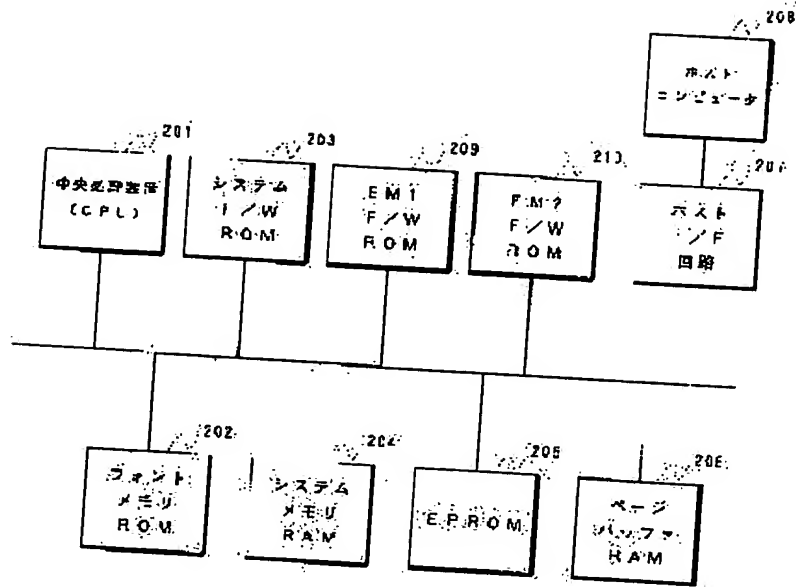 208
ホスト
コンピュータ
201
中央処理装置
(CPU)
203
システム
F/W
ROM
209
EM1
F/W
ROM
210
EM2
F/W
ROM
207
ホスト
I/F
回路
202
フォント
メモリ
ROM
204
システム
メモリ
RAM
205
EPROM
206
ページ
バッファ
RAM